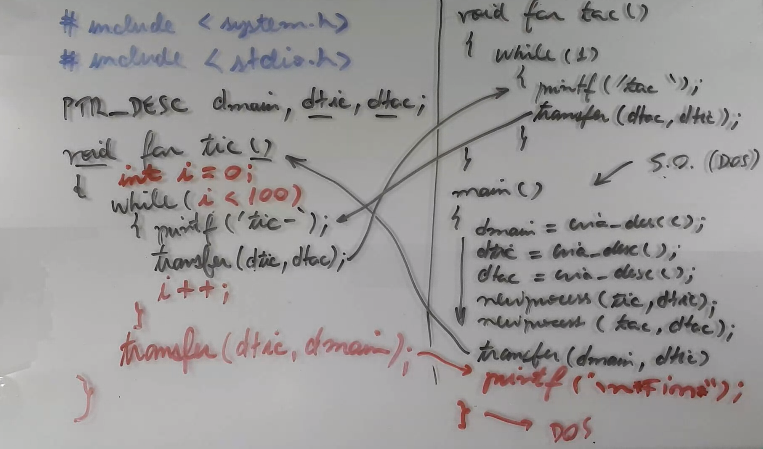 # include < system.h>
# include < stdio.h>
PTR_DESC dmain, dtic, dtac;
void far tic ()
{ int i = 0;
while (i < 100)
{ printf ('tic-');
transfer (dtic, dtac);
i++;
}
transfer (dtic, dmain);
}
void far tac ()
{ while (1)
{ printf ('tac');
transfer (dtac, dtic);
}
}
S.O. (DOS)
main ()
{ dmain = cria_desc ();
dtic = cria_desc ();
dtac = cria_desc ();
newprocess (tic, dtic);
newprocess (tac, dtac);
transfer (dmain, dtic)
printf ("\n*Fim*");
} DOS